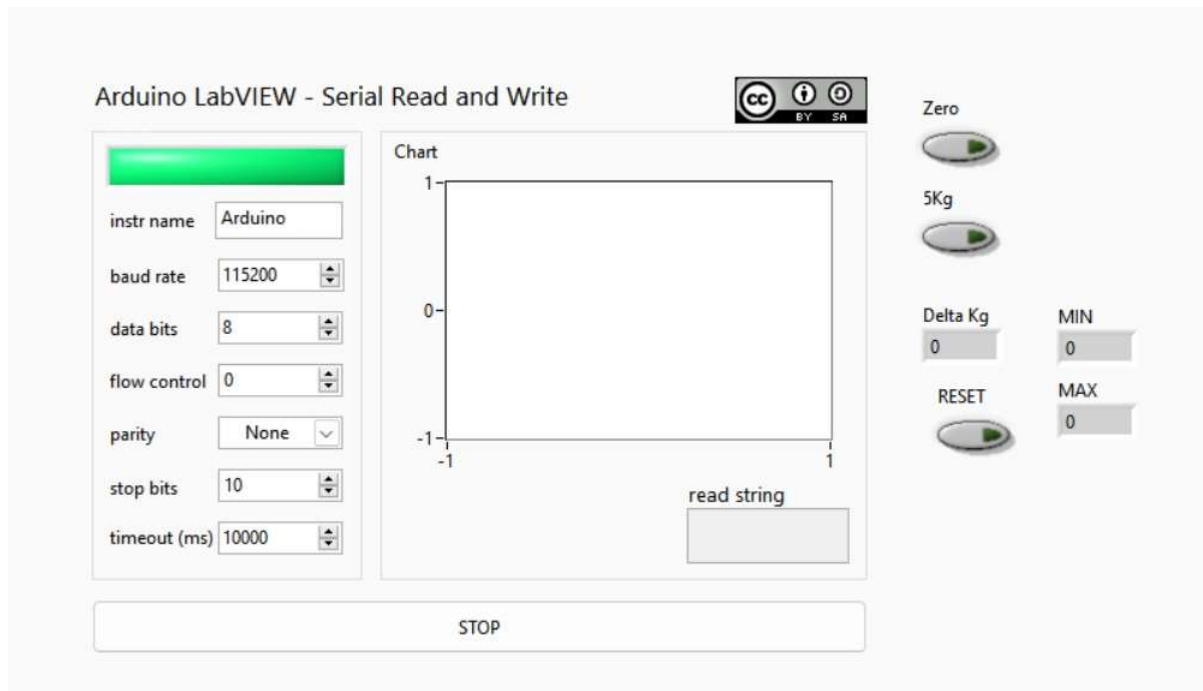 Arduino LabVIEW - Serial Read and Write
cc BY SA
instr name Arduino
baud rate 115200
data bits 8
flow control 0
parity None
stop bits 10
timeout (ms) 10000
Chart
1
0
-1
-1 1
read string
STOP
Zero
5Kg
Delta Kg
0
RESET
MIN
0
MAX
0